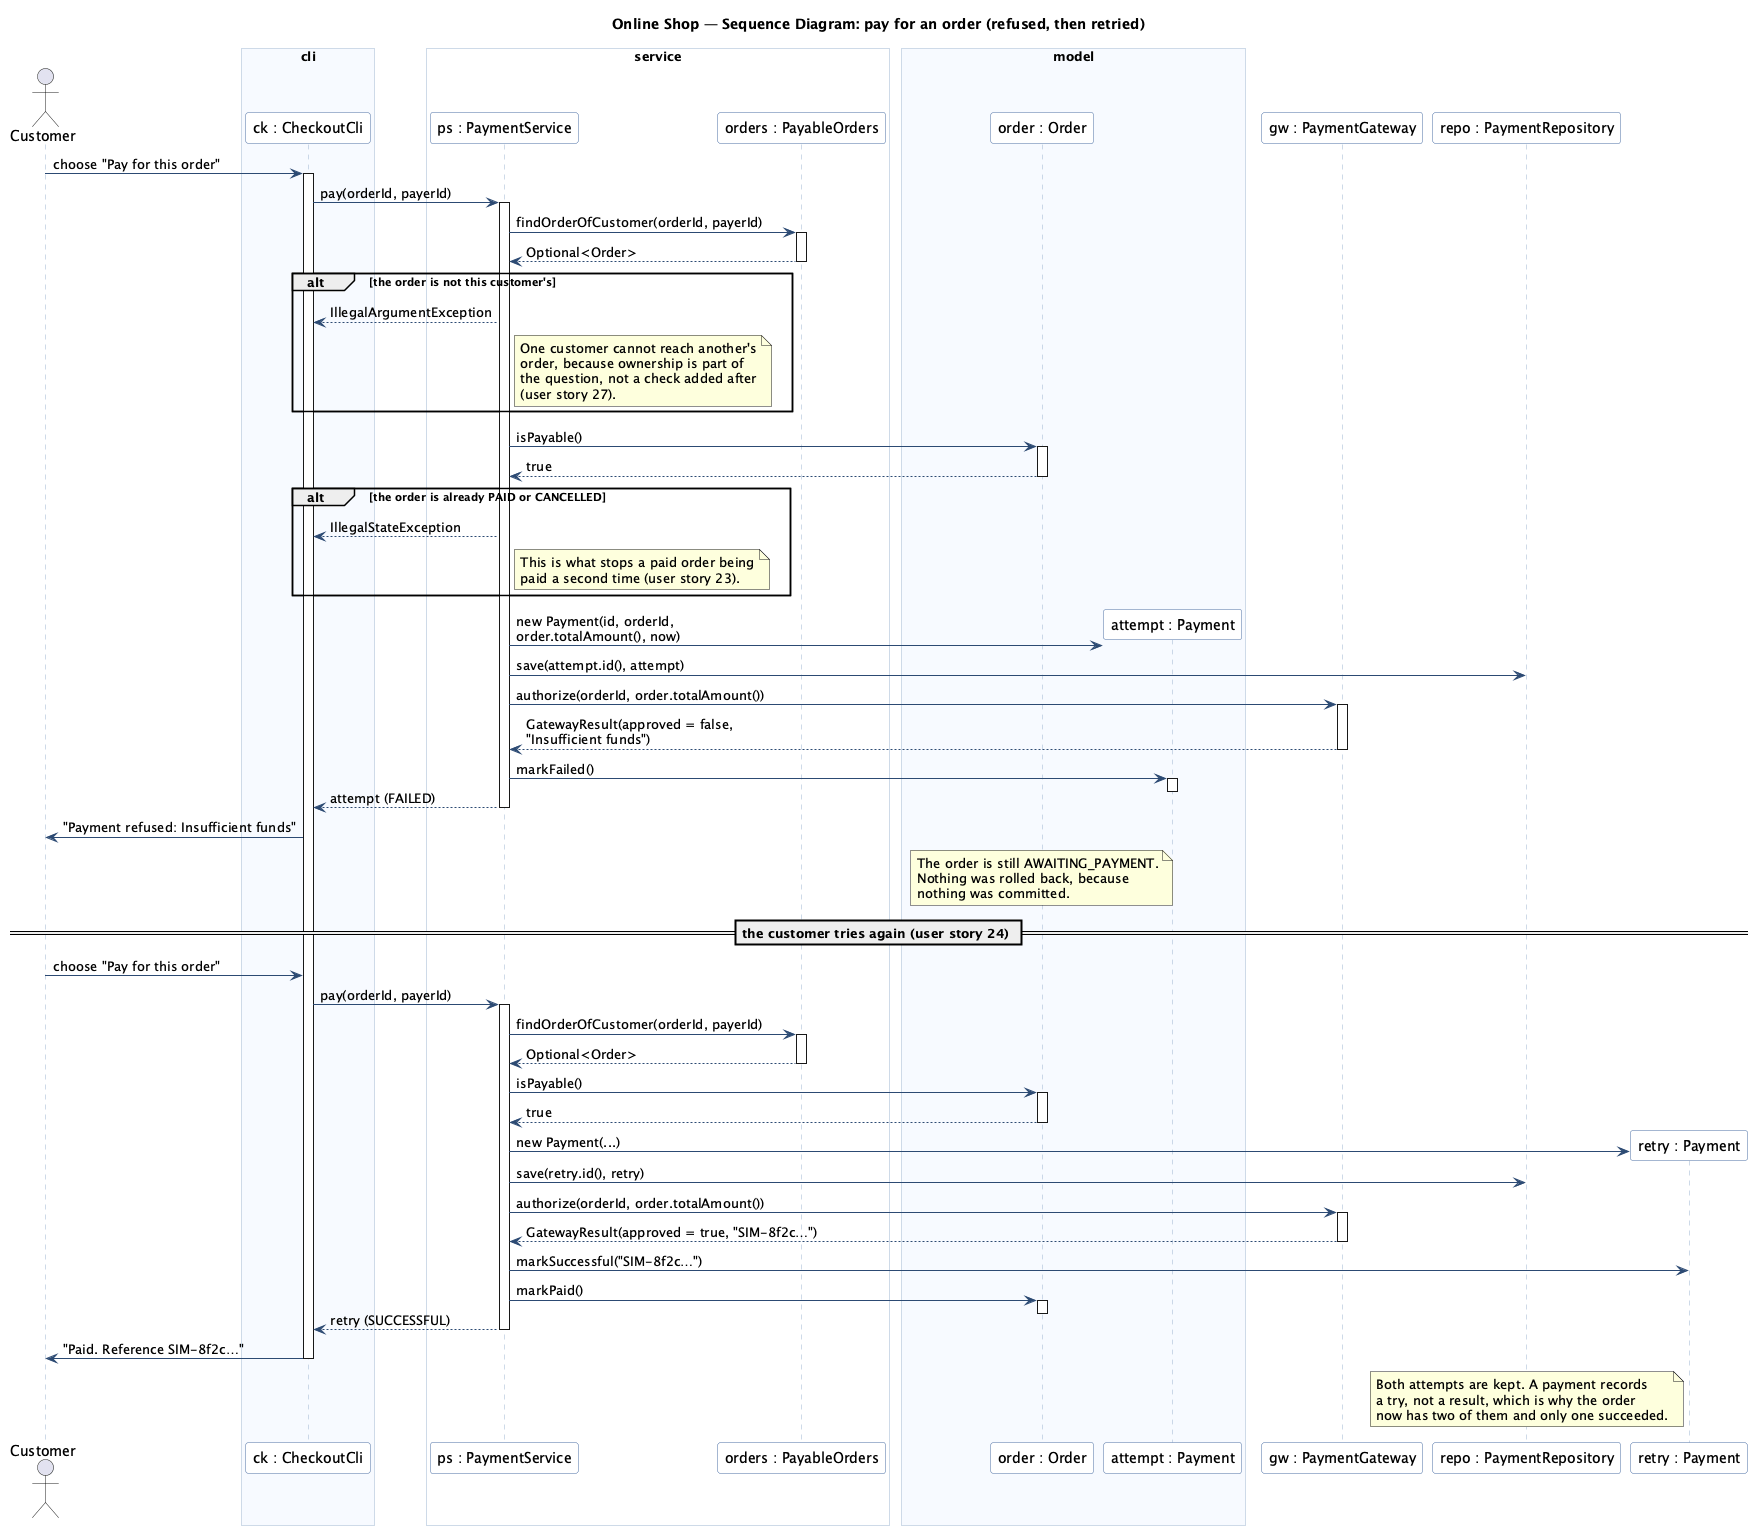 Online Shop — Sequence Diagram: pay for an order (refused, then retried)
cli
service
model
Customer
ck : CheckoutCli
ps : PaymentService
orders : PayableOrders
order : Order
gw : PaymentGateway
repo : PaymentRepository
choose "Pay for this order"
pay(orderId, payerId)
findOrderOfCustomer(orderId, payerId)
Optional<Order>
alt
[the order is not this customer's]
IllegalArgumentException
One customer cannot reach another's
order, because ownership is part of
the question, not a check added after
(user story 27).
isPayable()
true
alt
[the order is already PAID or CANCELLED]
IllegalStateException
This is what stops a paid order being
paid a second time (user story 23).
new Payment(id, orderId,
order.totalAmount(), now)
attempt : Payment
save(attempt.id(), attempt)
authorize(orderId, order.totalAmount())
GatewayResult(approved = false,
"Insufficient funds")
markFailed()
attempt (FAILED)
"Payment refused: Insufficient funds"
The order is still AWAITING_PAYMENT.
Nothing was rolled back, because
nothing was committed.
the customer tries again (user story 24)
choose "Pay for this order"
pay(orderId, payerId)
findOrderOfCustomer(orderId, payerId)
Optional<Order>
isPayable()
true
new Payment(...)
retry : Payment
save(retry.id(), retry)
authorize(orderId, order.totalAmount())
GatewayResult(approved = true, "SIM-8f2c...")
markSuccessful("SIM-8f2c...")
markPaid()
retry (SUCCESSFUL)
"Paid. Reference SIM-8f2c..."
Both attempts are kept. A payment records
a try, not a result, which is why the order
now has two of them and only one succeeded.
Customer
ck : CheckoutCli
ps : PaymentService
orders : PayableOrders
order : Order
attempt : Payment
gw : PaymentGateway
repo : PaymentRepository
retry : Payment